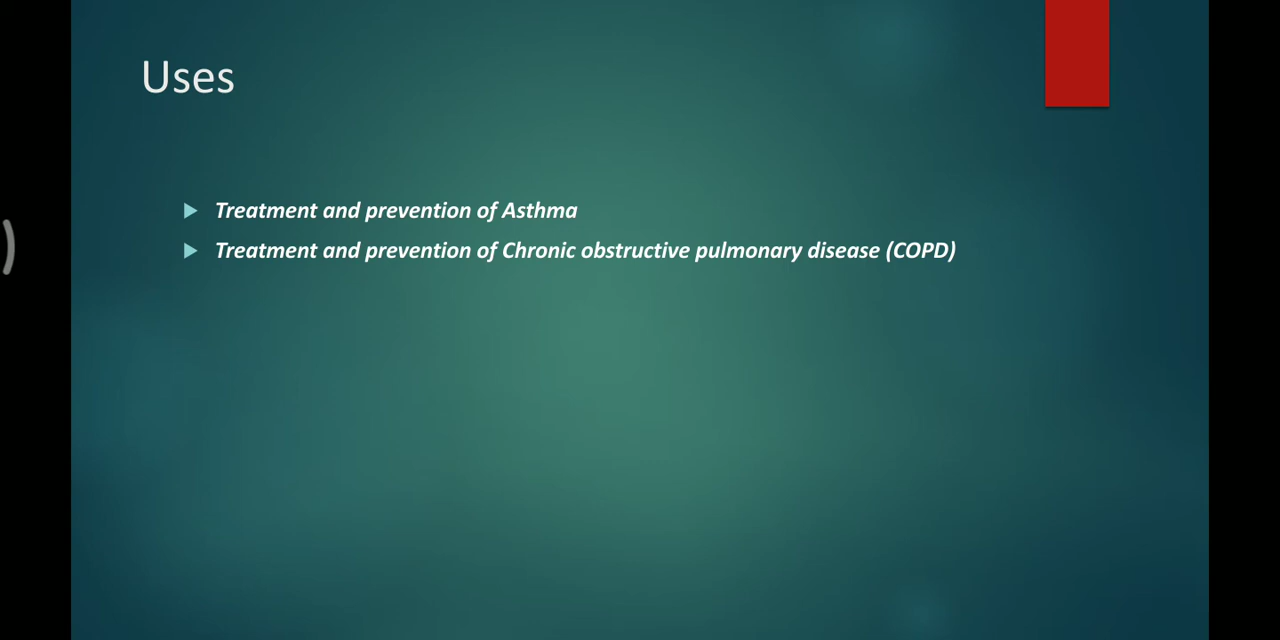 Uses
Treatment and prevention of Asthma
Treatment and prevention of Chronic obstructive pulmonary disease (COPD)